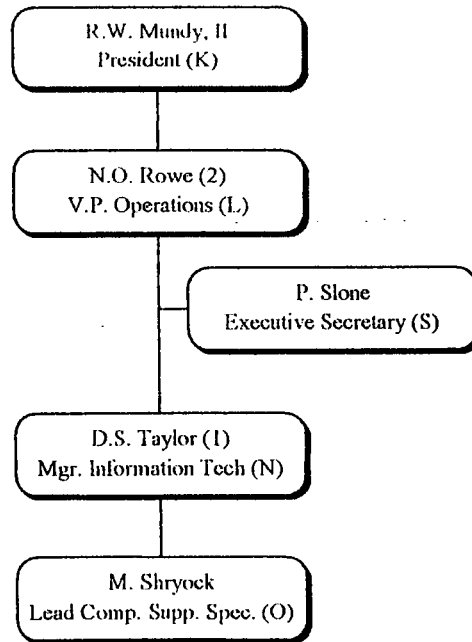 R.W. Mundy, II
President (K)
N.O. Rowe (2)
V.P. Operations (L)
P. Slone
Executive Secretary (S)
D.S. Taylor (1)
Mgr. Information Tech (N)
M. Shryock
Lead Comp. Supp. Spec. (O)